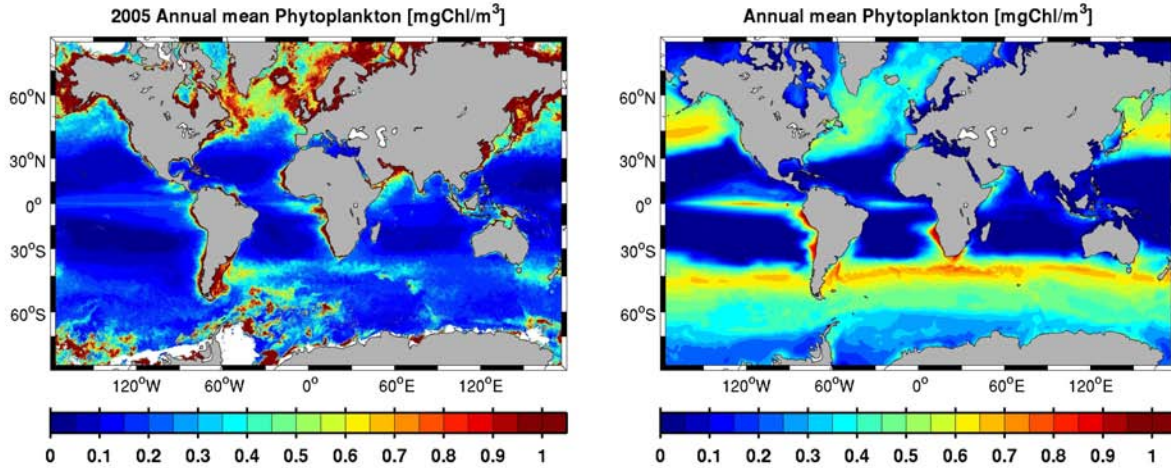 2005 Annual mean Phytoplankton [mgChl/m³]
60°N
30°N
0°
30°S
60°S
120°W 60°W 0° 60°E 120°E
0 0.1 0.2 0.3 0.4 0.5 0.6 0.7 0.8 0.9 1
Annual mean Phytoplankton [mgChl/m³]
60°N
30°N
0°
30°S
60°S
120°W 60°W 0° 60°E 120°E
0 0.1 0.2 0.3 0.4 0.5 0.6 0.7 0.8 0.9 1